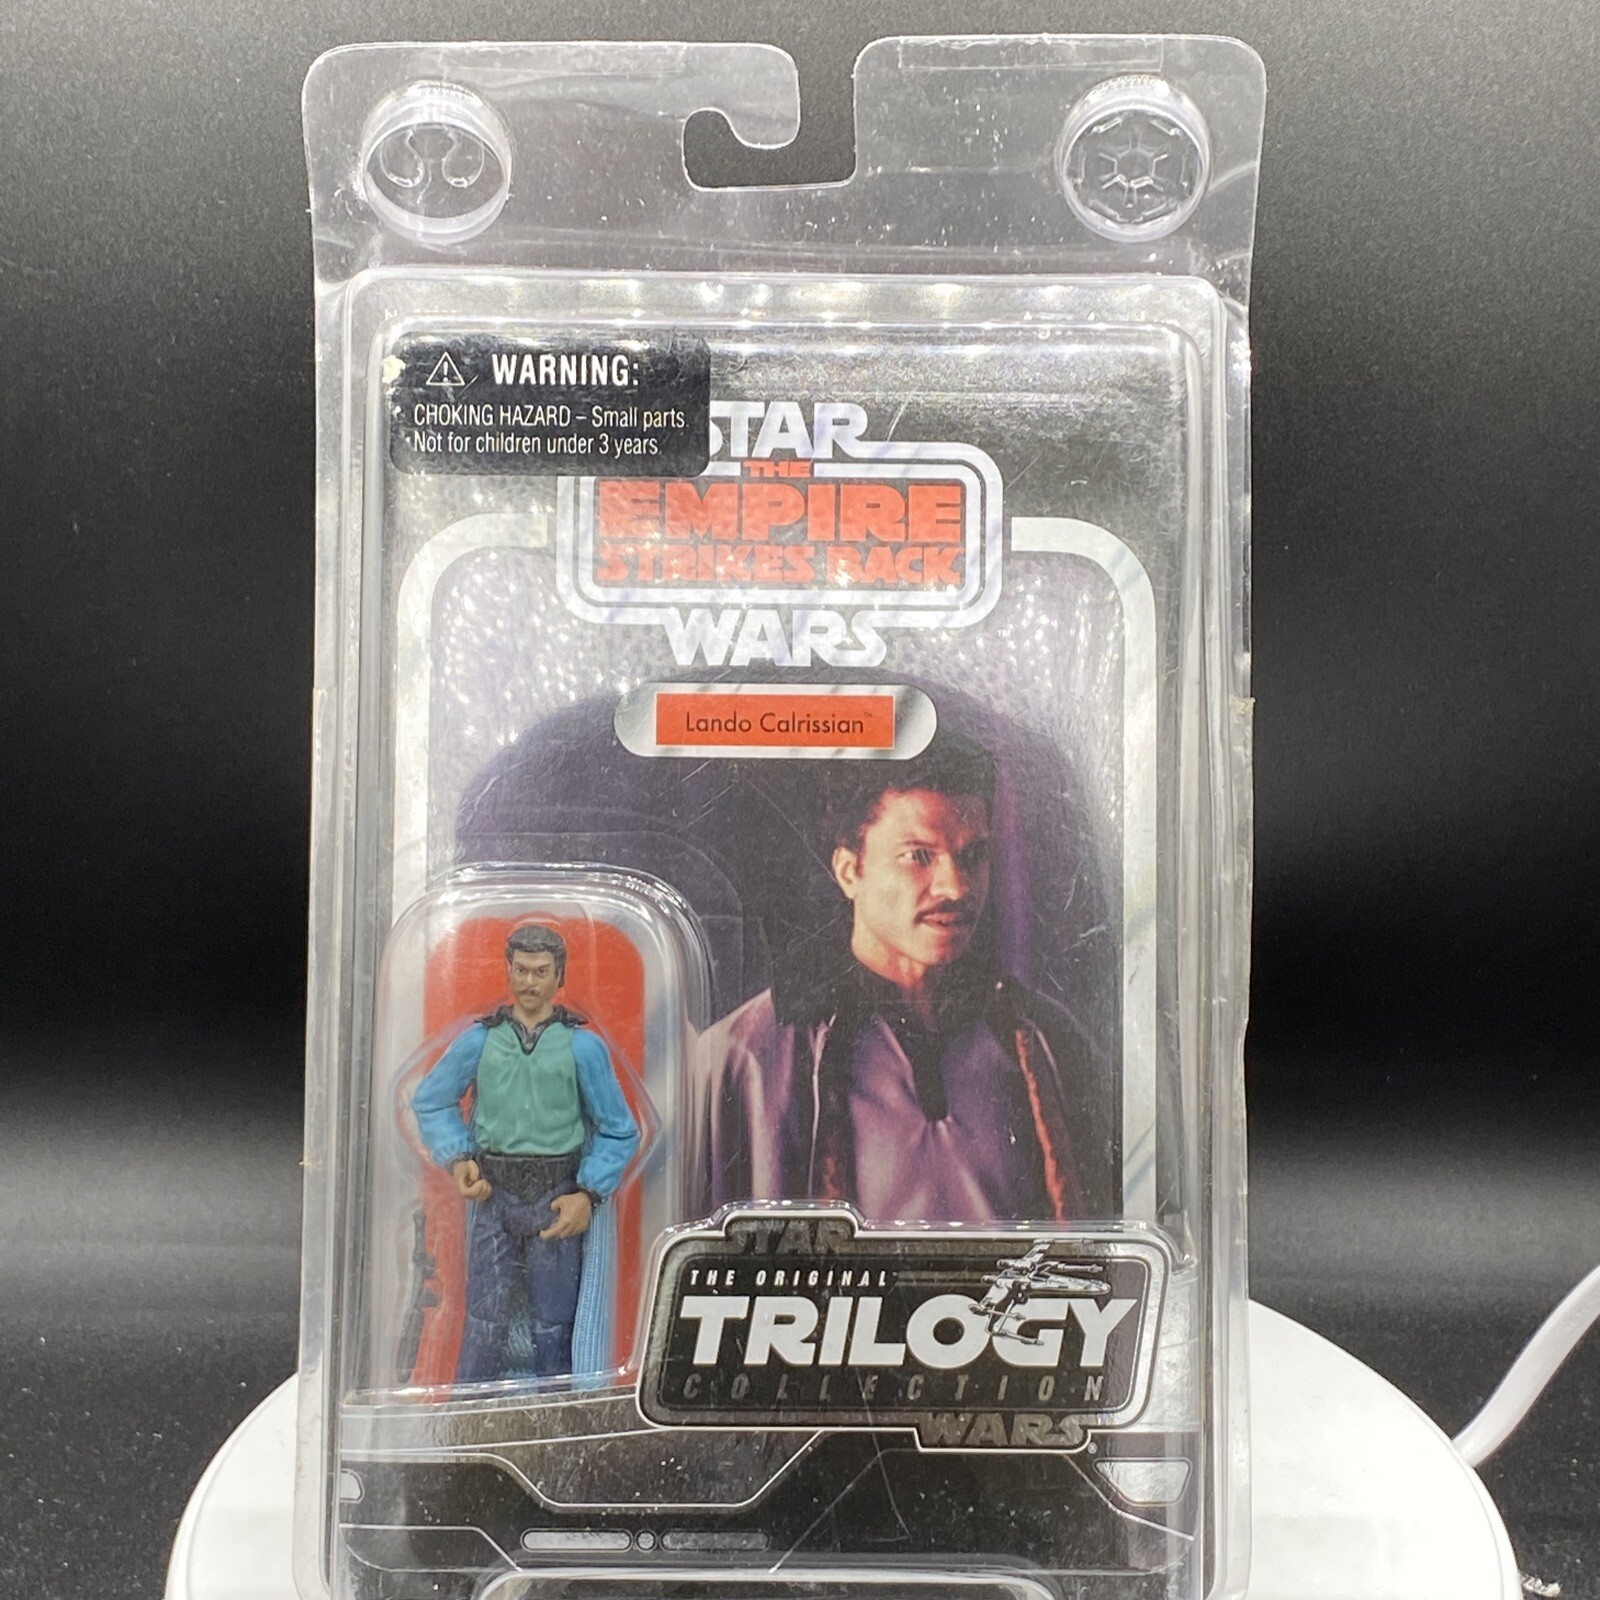 WARNING:
CHOKING HAZARD – Small parts.
Not for children under 3 years.
STAR
THE
EMPIRE
STRIKES BACK
WARS
Lando Calrissian™
STAR
THE ORIGINAL
TRILOGY
COLLECTION
WARS®